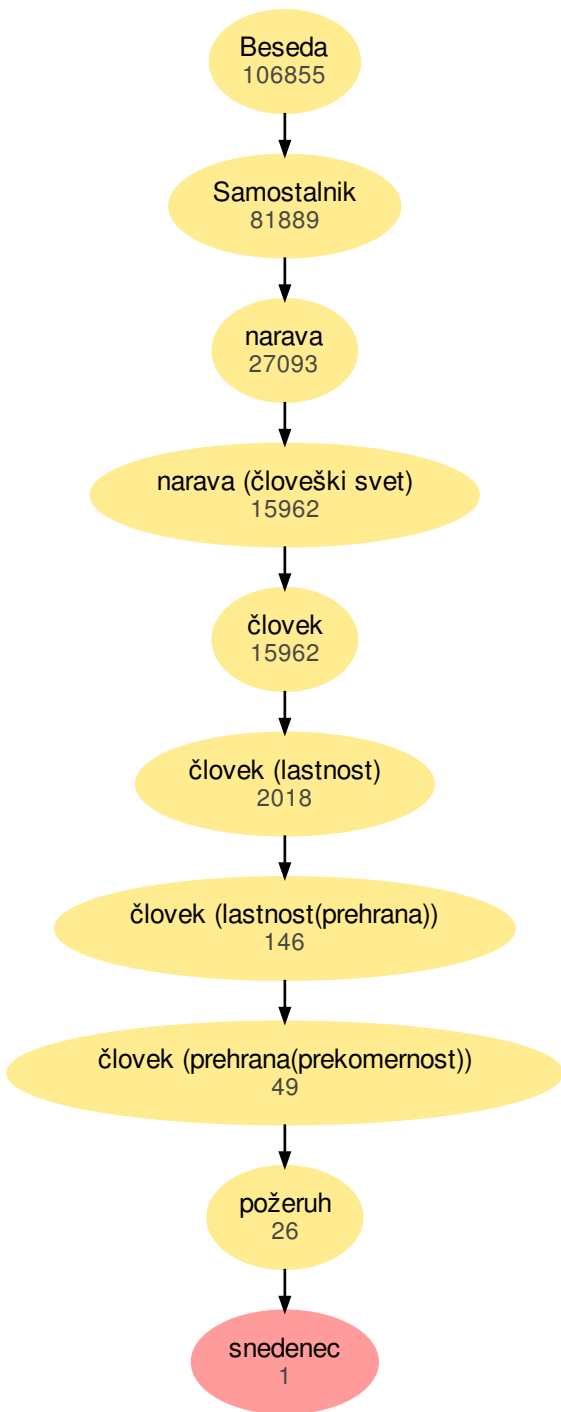 Beseda
106855
Samostalnik
81889
narava
27093
narava (človeški svet)
15962
človek
15962
človek (lastnost)
2018
človek (lastnost(prehrana))
146
človek (prehrana(prekomernost))
49
požeruh
26
snedenec
1